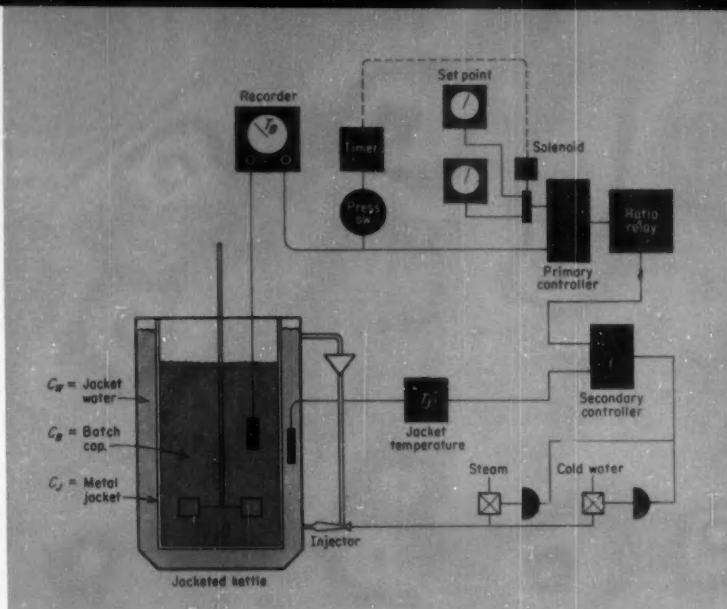 Recorder
T_B
Timer
Press
sw.
Set point
Solenoid
Primary
controller
Ratio
relay
C_W = Jacket
water
C_B = Batch
cap.
C_J = Metal
jacket
Jacket
temperature
Secondary
controller
Steam
Cold water
Injector
Jacketed kettle